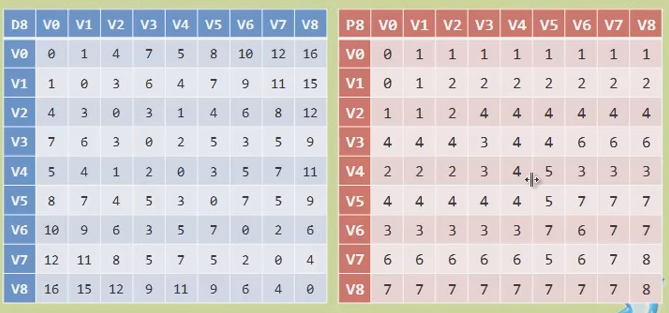 D8 V0 V1 V2 V3 V4 V5 V6 V7 V8 P8 V0 V1 V2 V3 V4 V5 V6 V7 V8
V0 0 1 4 7 5 8 10 12 16 V0 0 1 1 1 1 1 1 1 1
V1 1 0 3 6 4 7 9 11 15 V1 0 1 2 2 2 2 2 2 2
V2 4 3 0 3 1 4 6 8 12 V2 1 1 2 4 4 4 4 4 4
V3 7 6 3 0 2 5 3 5 9 V3 4 4 4 3 4 4 6 6 6
V4 5 4 1 2 0 3 5 7 11 V4 2 2 2 3 4 5 3 3 3
V5 8 7 4 5 3 0 7 5 9 V5 4 4 4 4 4 5 7 7 7
V6 10 9 6 3 5 7 0 2 6 V6 3 3 3 3 3 7 6 7 7
V7 12 11 8 5 7 5 2 0 4 V7 6 6 6 6 6 5 6 7 8
V8 16 15 12 9 11 9 6 4 0 V8 7 7 7 7 7 7 7 7 8